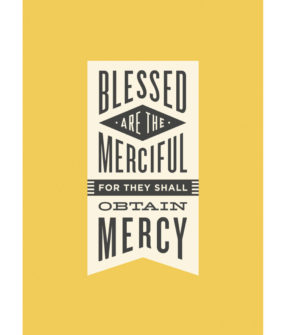 BLESSED
· ARE THE ·
MERCIFUL
FOR THEY SHALL
OBTAIN
MERCY